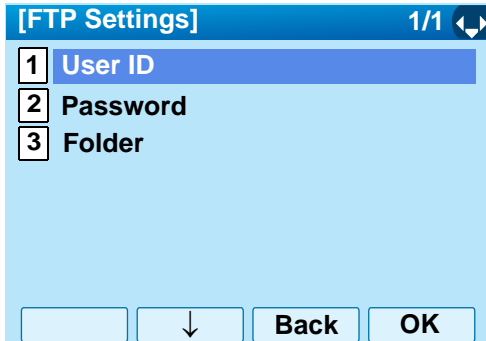 [FTP Settings] 1/1
1 User ID
2 Password
3 Folder
↓ Back OK